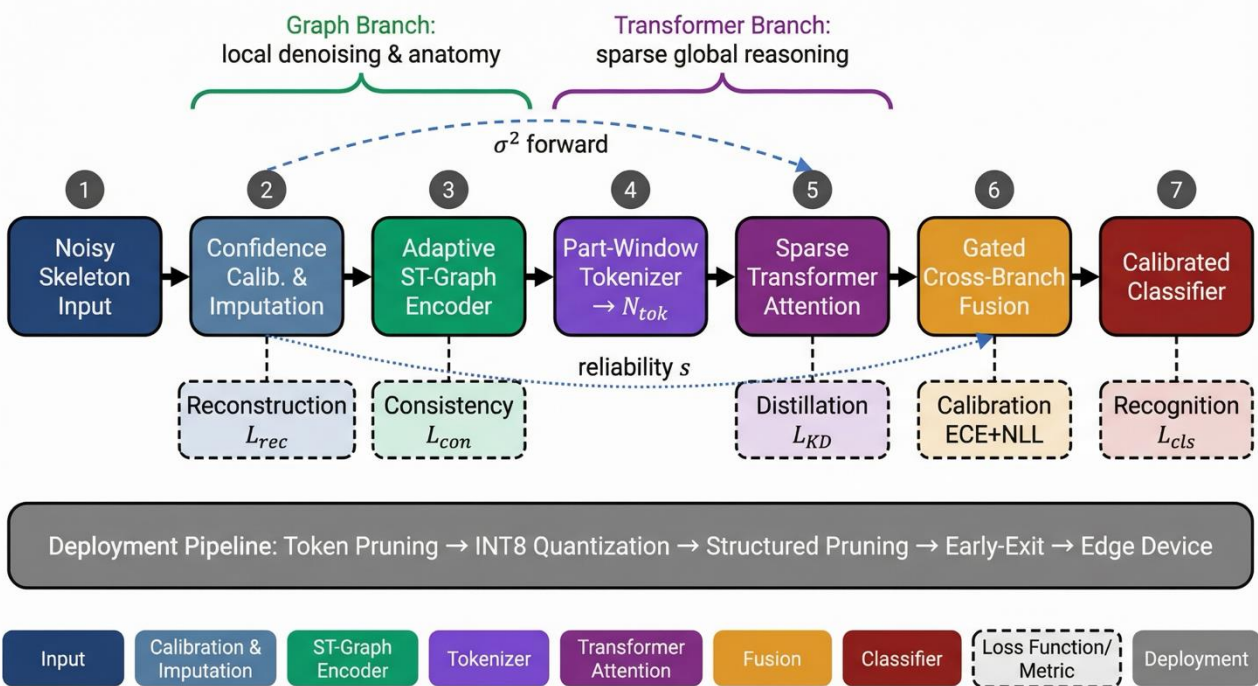 Graph Branch:
local denoising & anatomy
Transformer Branch:
sparse global reasoning
σ² forward
1
2
3
4
5
6
7
Noisy
Skeleton
Input
Confidence
Calib. &
Imputation
Adaptive
ST-Graph
Encoder
Part-Window
Tokenizer
→ N_tok
Sparse
Transformer
Attention
Gated
Cross-Branch
Fusion
Calibrated
Classifier
reliability s
Reconstruction
L_rec
Consistency
L_con
Distillation
L_KD
Calibration
ECE+NLL
Recognition
L_cls
Deployment Pipeline: Token Pruning → INT8 Quantization → Structured Pruning → Early-Exit → Edge Device
Input
Calibration &
Imputation
ST-Graph
Encoder
Tokenizer
Transformer
Attention
Fusion
Classifier
Loss Function/
Metric
Deployment